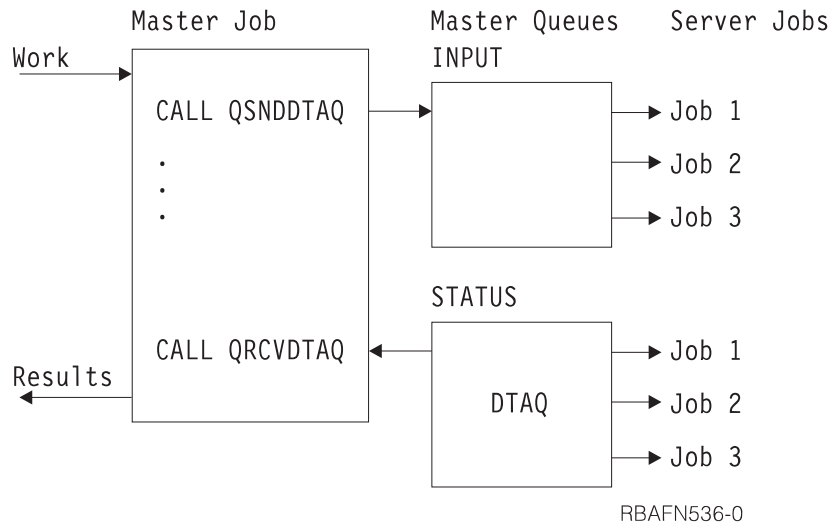 Master Job
Master Queues
Server Jobs
Work
INPUT
CALL QSNDDTAQ
Job 1
.
Job 2
.
.
Job 3
STATUS
CALL QRCVDTAQ
Job 1
Results
DTAQ
Job 2
Job 3
RBAFN536-0